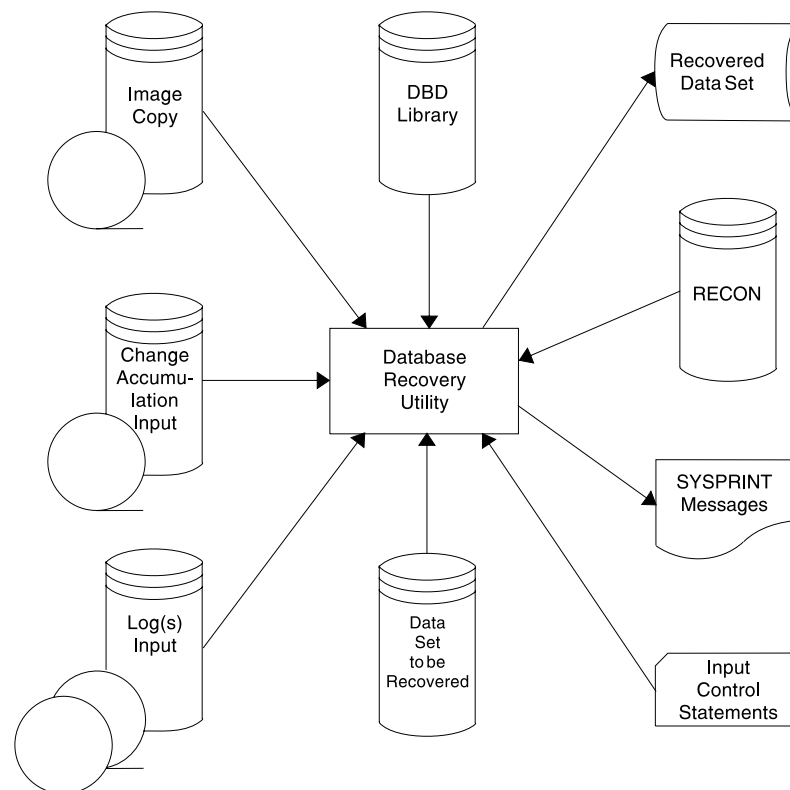 Image
Copy
DBD
Library
Recovered
Data Set
RECON
Change
Accumu-
lation
Input
Database
Recovery
Utility
SYSPRINT
Messages
Log(s)
Input
Data
Set
to be
Recovered
Input
Control
Statements